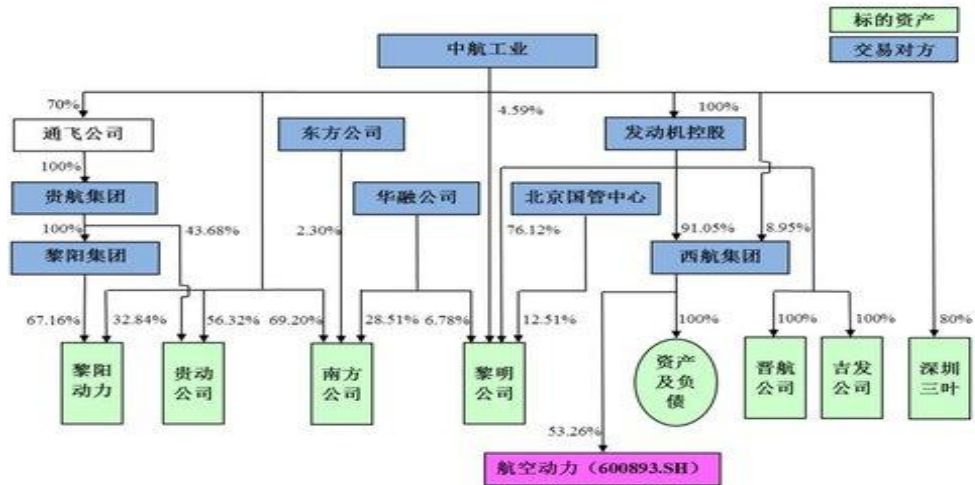 标的资产
交易对方
中航工业
70%
4.59%
100%
通飞公司
东方公司
发动机控股
100%
贵航集团
华融公司
北京国管中心
100%
43.68%
2.30%
76.12%
91.05%
8.95%
黎阳集团
西航集团
67.16%
32.84%
56.32%
69.20%
28.51%
6.78%
12.51%
100%
100%
100%
80%
黎阳
动力
贵动
公司
南方
公司
黎明
公司
资产
及负
债
晋航
公司
吉发
公司
深圳
三叶
53.26%
航空动力（600893.SH）